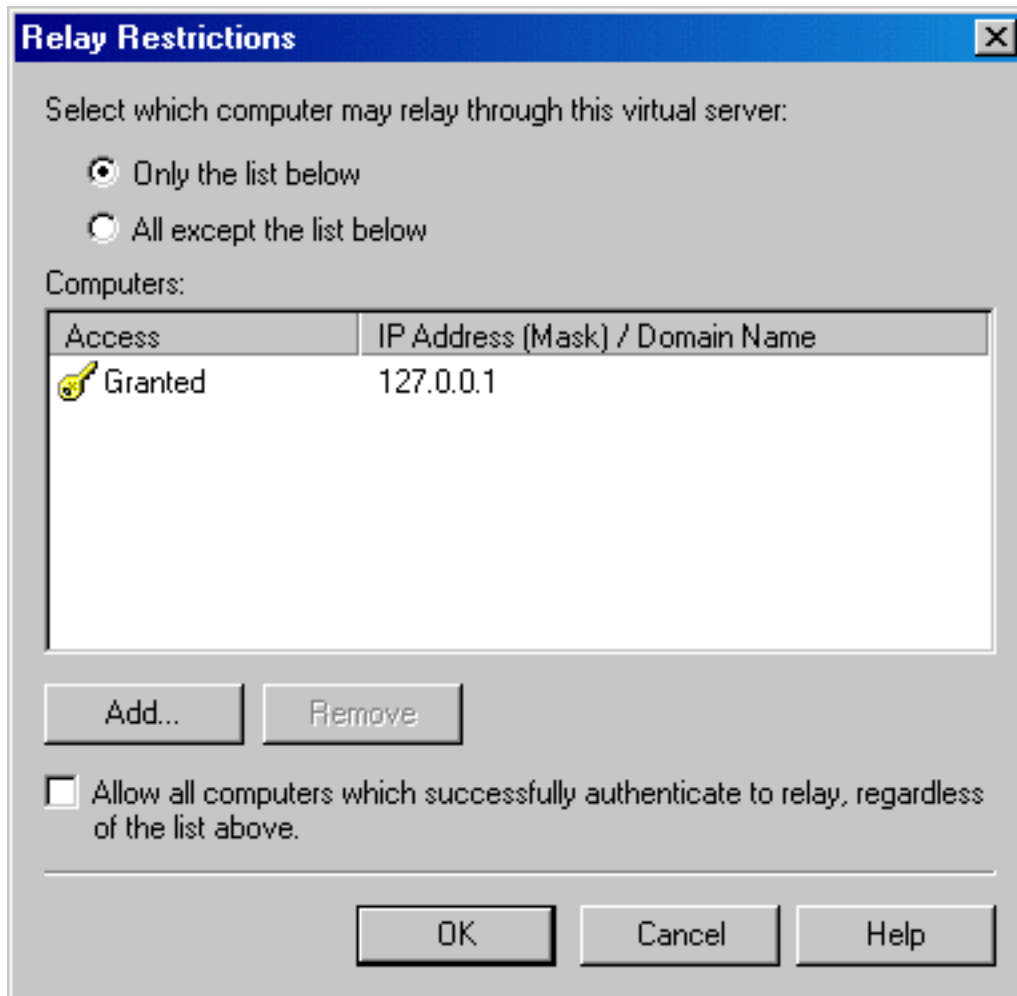 Relay Restrictions
Select which computer may relay through this virtual server:
Only the list below
All except the list below
Computers:
Access IP Address (Mask) / Domain Name
Granted 127.0.0.1
Add... Remove
Allow all computers which successfully authenticate to relay, regardless
of the list above.
OK Cancel Help